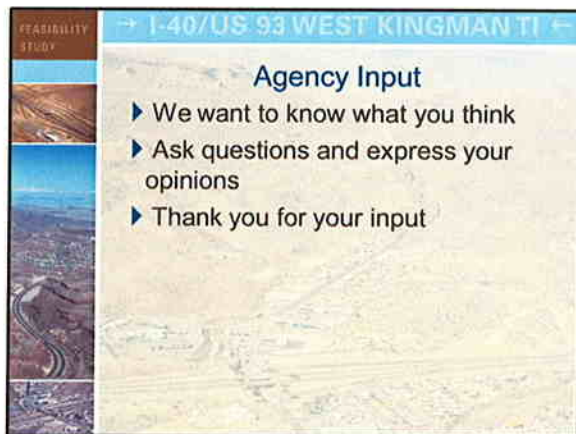 FEASIBILITY
STUDY
→ I-40/US 93 WEST KINGMAN TI ←
Agency Input
We want to know what you think
Ask questions and express your
opinions
Thank you for your input